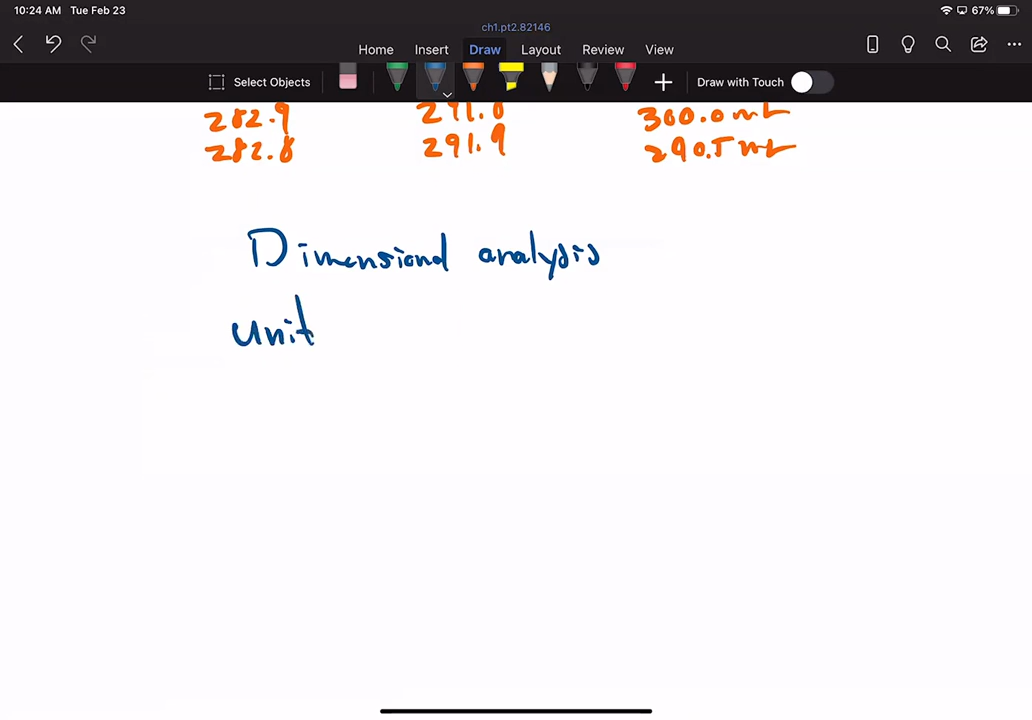 10:24 AM Tue Feb 23 67%
ch1.pt2.82146
Home Insert Draw Layout Review View
Select Objects Draw with Touch
282.9 291.0 300.0 mL
282.8 291.9 290.5 mL
Dimensional analysis
unit